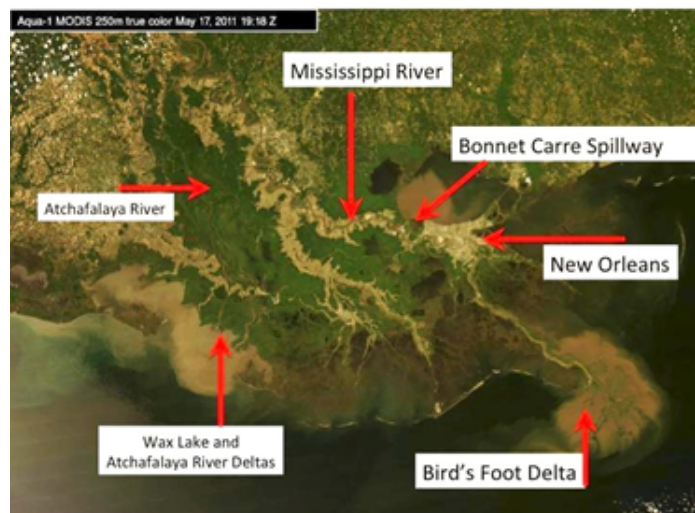 Aqua-1 MODIS 250m true color May 17, 2011 19:18 Z
Mississippi River
Bonnet Carre Spillway
Atchafalaya River
New Orleans
Wax Lake and
Atchafalaya River Deltas
Bird's Foot Delta